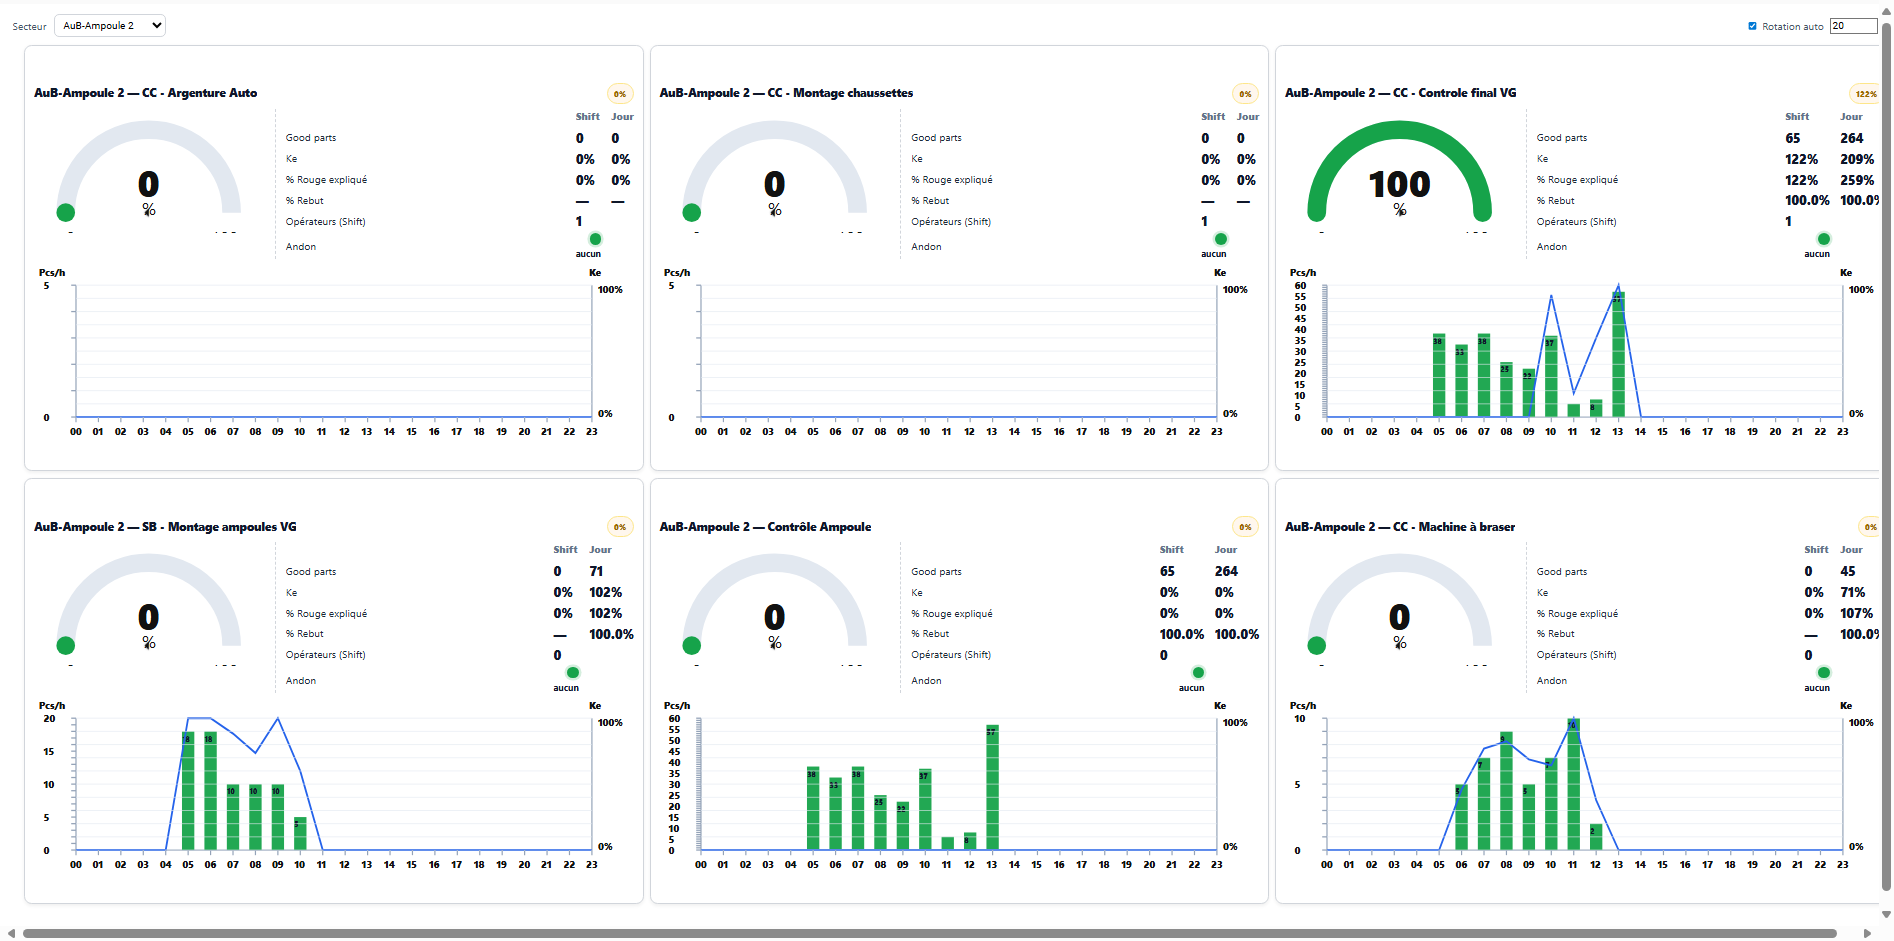 Secteur AuB-Ampoule 2 Rotation auto 20
AuB-Ampoule 2 — CC - Argenture Auto 0%
Shift Jour
Good parts 0 0
Ke 0% 0%
% Rouge expliqué 0% 0%
% Rebut — —
Opérateurs (Shift) 1
Andon
aucun
0
%
Pcs/h Ke
5 100%
0 0%
00 01 02 03 04 05 06 07 08 09 10 11 12 13 14 15 16 17 18 19 20 21 22 23
AuB-Ampoule 2 — CC - Montage chaussettes 0%
Shift Jour
Good parts 0 0
Ke 0% 0%
% Rouge expliqué 0% 0%
% Rebut — —
Opérateurs (Shift) 1
Andon
aucun
0
%
Pcs/h Ke
5 100%
0 0%
00 01 02 03 04 05 06 07 08 09 10 11 12 13 14 15 16 17 18 19 20 21 22 23
AuB-Ampoule 2 — CC - Controle final VG 122%
Shift Jour
Good parts 65 264
Ke 122% 209%
% Rouge expliqué 122% 259%
% Rebut 100.0% 100.0%
Opérateurs (Shift) 1
Andon
aucun
100
%
Pcs/h Ke
60 100%
55
50
45
40
35
30
25
20
15
10
5
0 0%
38 33 38 25 22 37 8 57
00 01 02 03 04 05 06 07 08 09 10 11 12 13 14 15 16 17 18 19 20 21 22 23
AuB-Ampoule 2 — SB - Montage ampoules VG 0%
Shift Jour
Good parts 0 71
Ke 0% 102%
% Rouge expliqué 0% 102%
% Rebut — 100.0%
Opérateurs (Shift) 0
Andon
aucun
0
%
Pcs/h Ke
20 100%
15
10
5
0 0%
18 18 10 10 10 5
00 01 02 03 04 05 06 07 08 09 10 11 12 13 14 15 16 17 18 19 20 21 22 23
AuB-Ampoule 2 — Contrôle Ampoule 0%
Shift Jour
Good parts 65 264
Ke 0% 0%
% Rouge expliqué 0% 0%
% Rebut 100.0% 100.0%
Opérateurs (Shift) 0
Andon
aucun
0
%
Pcs/h Ke
60 100%
55
50
45
40
35
30
25
20
15
10
5
0 0%
38 33 38 25 22 37 8 57
00 01 02 03 04 05 06 07 08 09 10 11 12 13 14 15 16 17 18 19 20 21 22 23
AuB-Ampoule 2 — CC - Machine à braser 0%
Shift Jour
Good parts 0 45
Ke 0% 71%
% Rouge expliqué 0% 107%
% Rebut — 100.0%
Opérateurs (Shift) 0
Andon
aucun
0
%
Pcs/h Ke
10 100%
5
0 0%
5 7 9 5 7 10 2
00 01 02 03 04 05 06 07 08 09 10 11 12 13 14 15 16 17 18 19 20 21 22 23